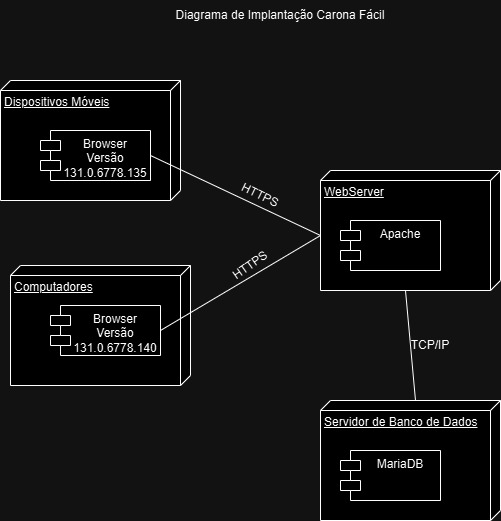 Diagrama de Implantação Carona Fácil
Dispositivos Móveis
Browser
Versão
131.0.6778.135
HTTPS
WebServer
Apache
HTTPS
Computadores
Browser
Versão
131.0.6778.140
TCP/IP
Servidor de Banco de Dados
MariaDB